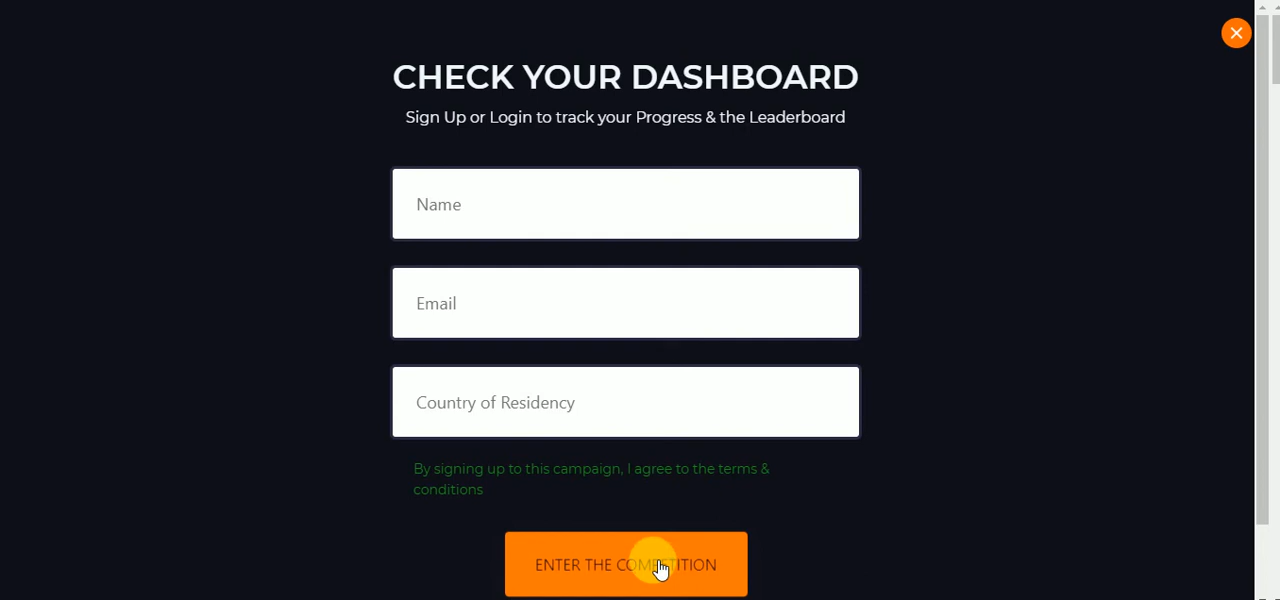 CHECK YOUR DASHBOARD
Sign Up or Login to track your Progress & the Leaderboard
Name
Email
Country of Residency
By signing up to this campaign, I agree to the terms &
conditions
ENTER THE COMPETITION